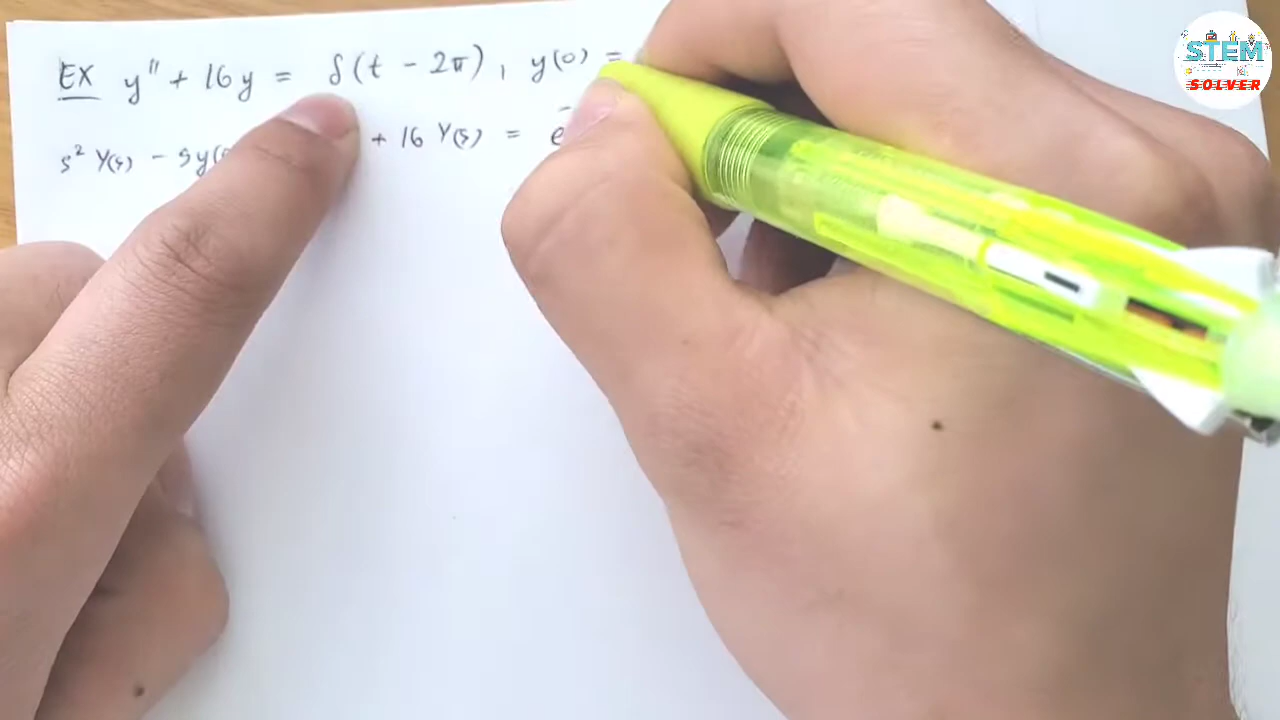 EX y'' + 16y = δ(t - 2π), y(0) =
s² Y(s) - sy( + 16 Y(s) = e⁻
STEM
SOLVER